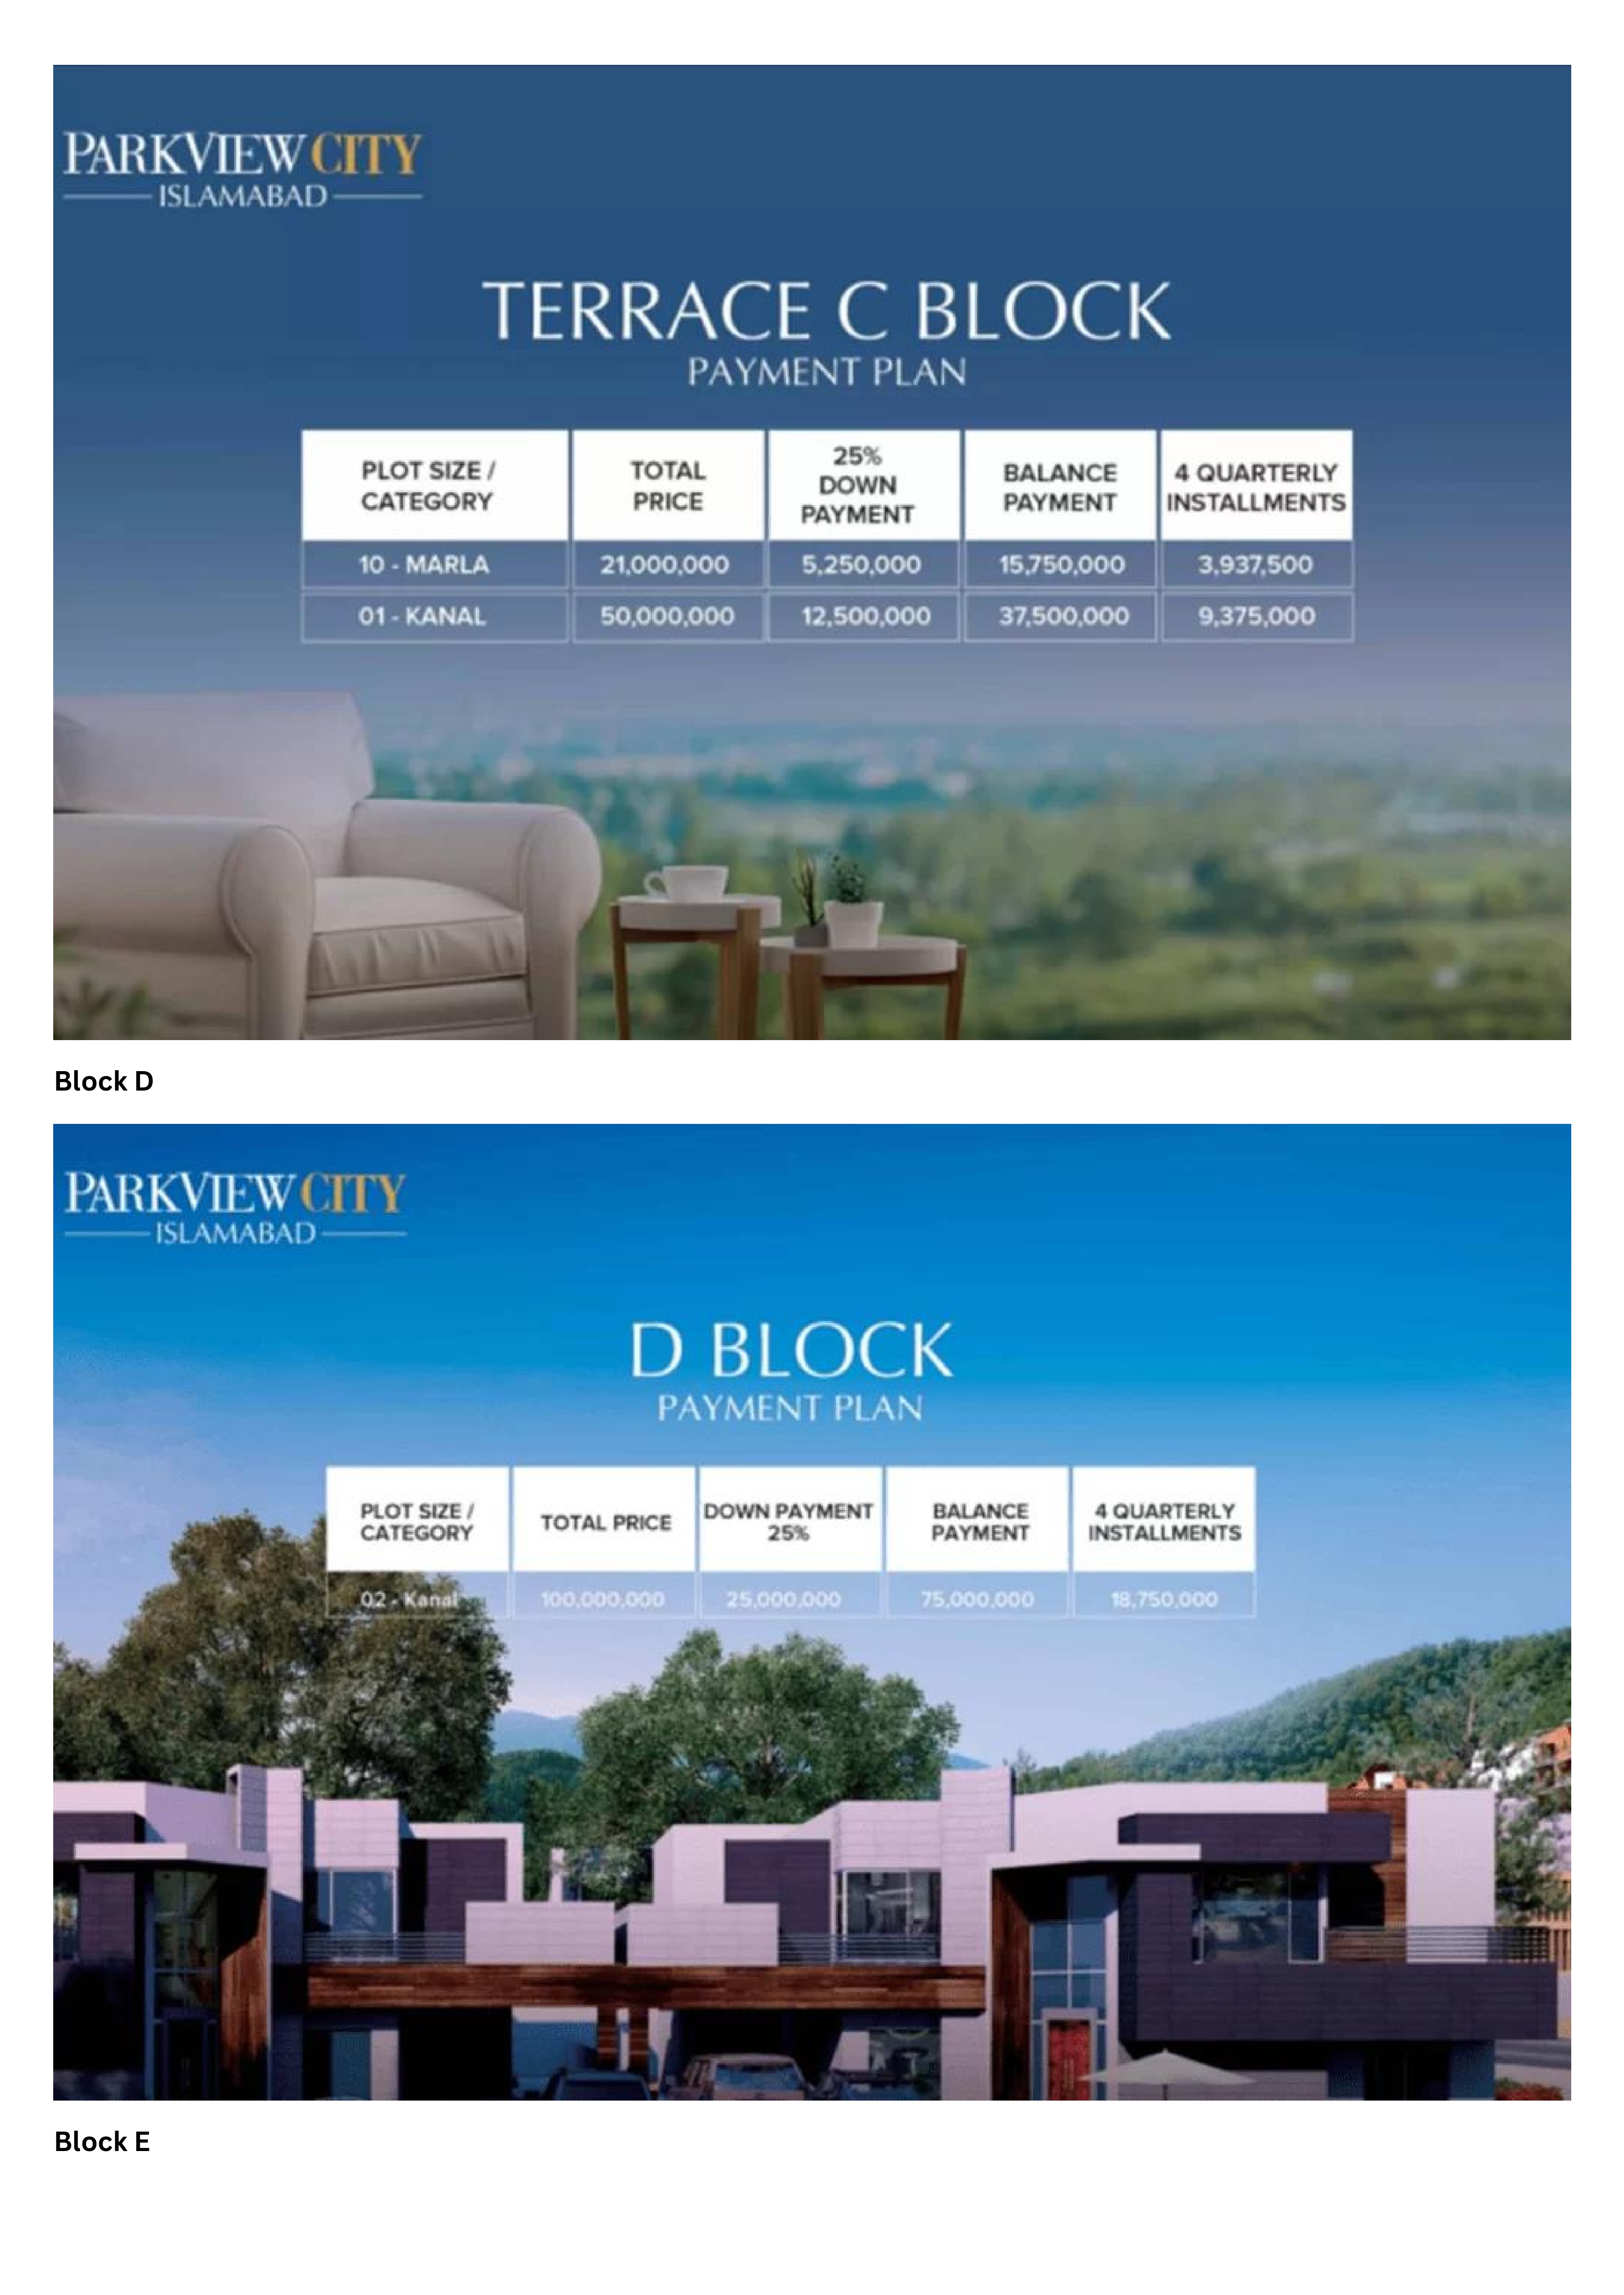 PARKVIEW CITY
ISLAMABAD
TERRACE C BLOCK
PAYMENT PLAN
PLOT SIZE / CATEGORY TOTAL PRICE 25% DOWN PAYMENT BALANCE PAYMENT 4 QUARTERLY INSTALLMENTS
10 - MARLA 21,000,000 5,250,000 15,750,000 3,937,500
01 - KANAL 50,000,000 12,500,000 37,500,000 9,375,000
Block D
PARKVIEW CITY
ISLAMABAD
D BLOCK
PAYMENT PLAN
PLOT SIZE / CATEGORY TOTAL PRICE DOWN PAYMENT 25% BALANCE PAYMENT 4 QUARTERLY INSTALLMENTS
02 - Kanal 100,000,000 25,000,000 75,000,000 18,750,000
Block E